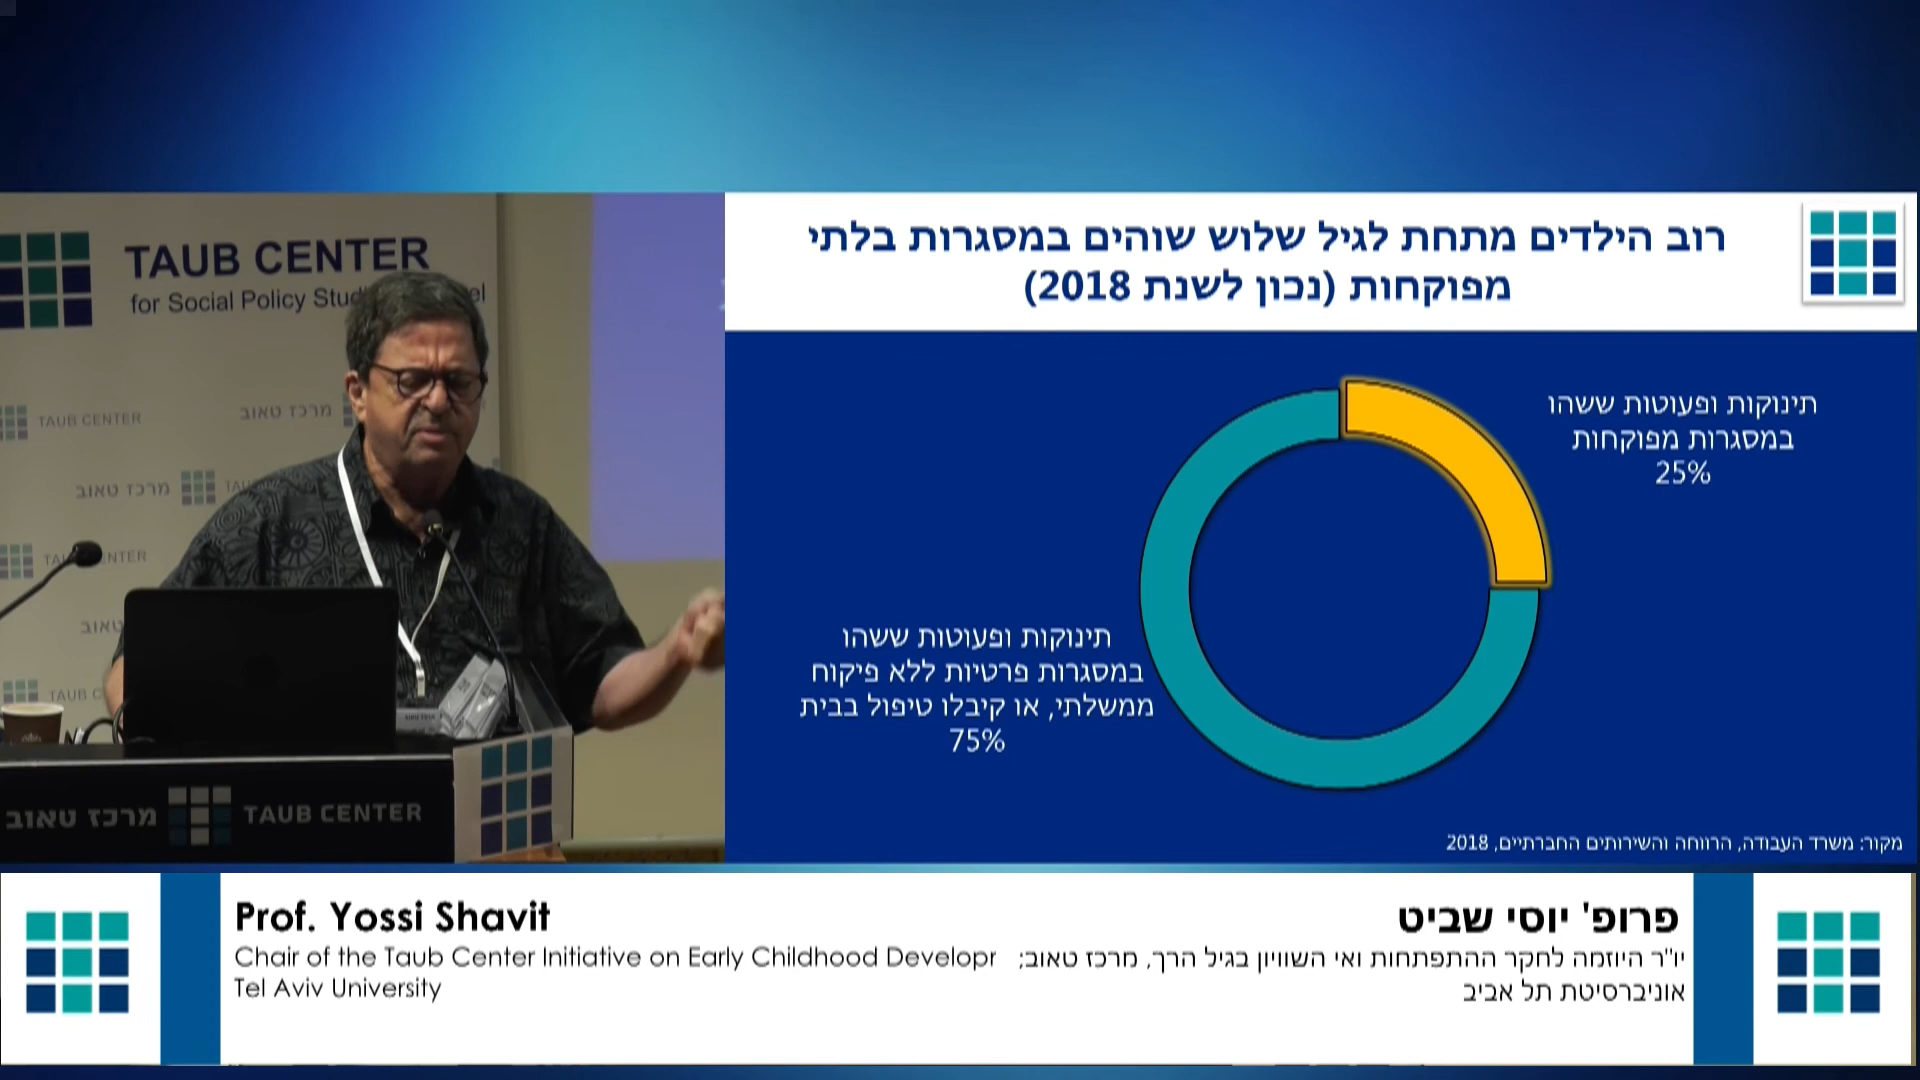 TAUB CENTER
for Social Policy
TAUB CENTER
מרכז טאוב
מרכז טאוב
TAUB CENTER
מרכז טאוב
TAUB CENTER
רוב הילדים מתחת לגיל שלוש שוהים במסגרות בלתי
מפוקחות (נכון לשנת 2018)
תינוקות ופעוטות ששהו
במסגרות מפוקחות
25%
תינוקות ופעוטות ששהו
במסגרות פרטיות ללא פיקוח
ממשלתי, או קיבלו טיפול בבית
75%
מקור: משרד העבודה, הרווחה והשירותים החברתיים, 2018
Prof. Yossi Shavit
Chair of the Taub Center Initiative on Early Childhood Developr
Tel Aviv University
פרופ' יוסי שביט
יו"ר היוזמה לחקר ההתפתחות ואי השוויון בגיל הרך, מרכז טאוב;
אוניברסיטת תל אביב